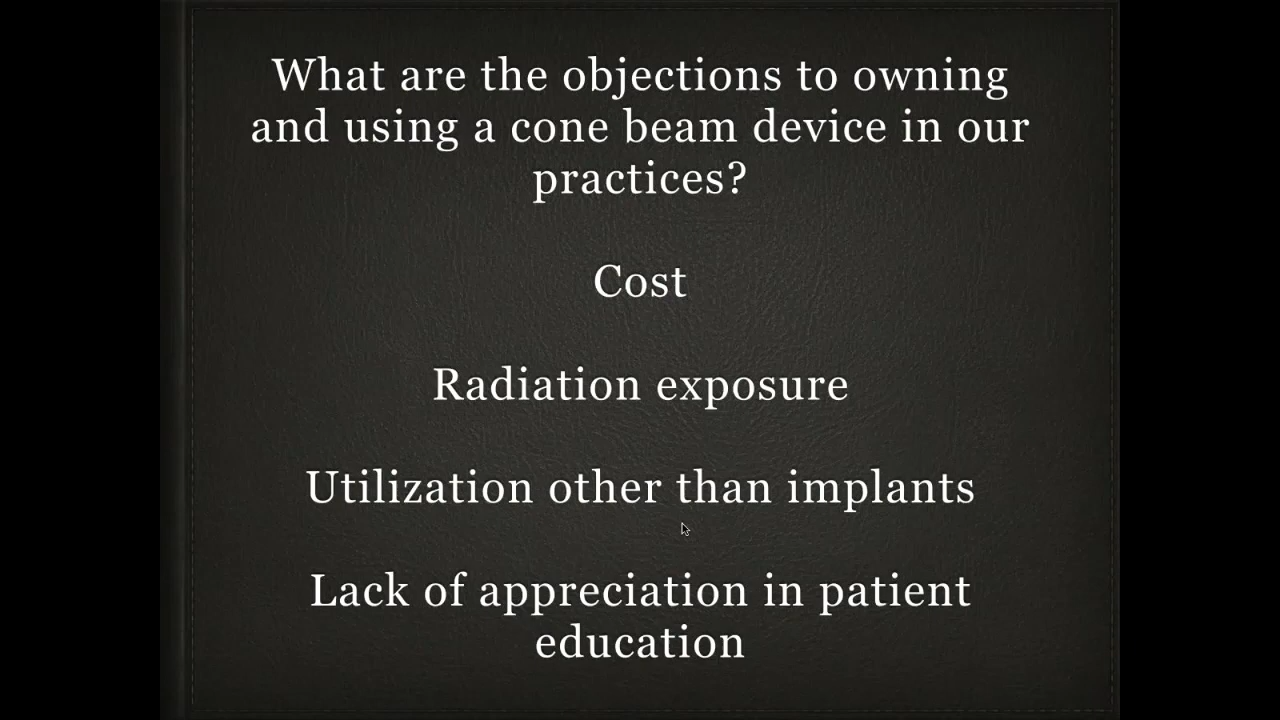 What are the objections to owning
and using a cone beam device in our
practices?
Cost
Radiation exposure
Utilization other than implants
Lack of appreciation in patient
education